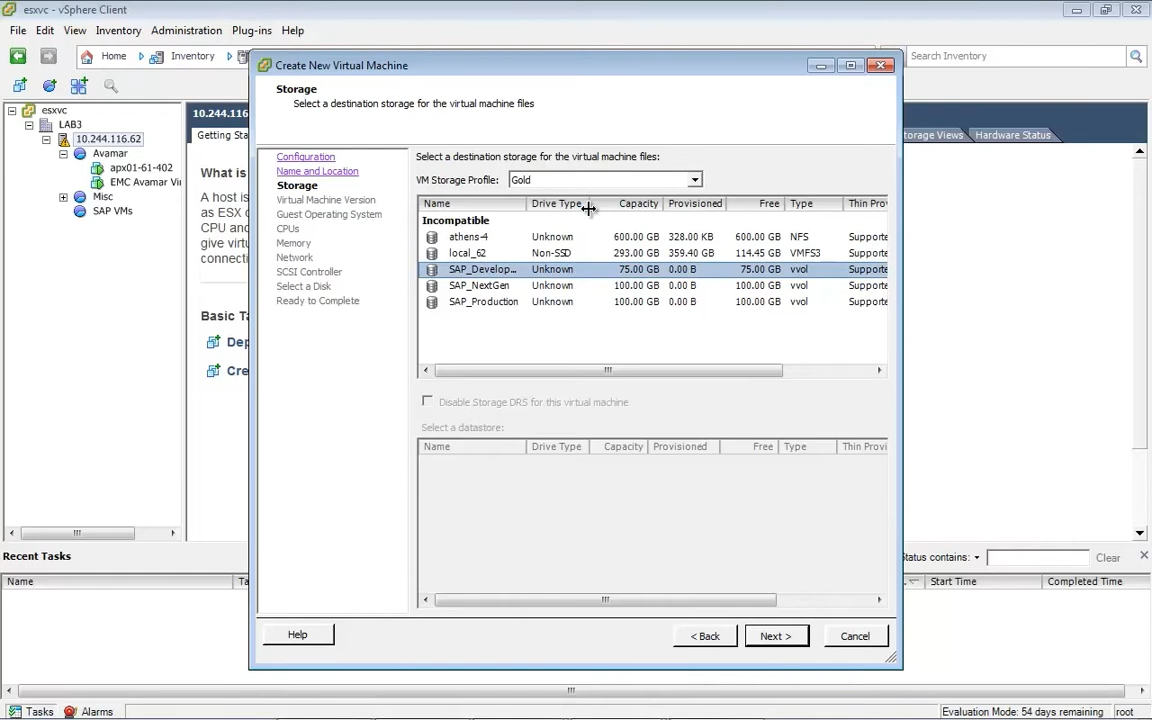 esxvc - vSphere Client
File Edit View Inventory Administration Plug-ins Help
Home Inventory
Search Inventory
esxvc
LAB3
10.244.116.62
Avamar
apx01-61-402
EMC Avamar Vir
Misc
SAP VMs
10.244.116
Getting Sta
torage Views Hardware Status
What is
A host is
as ESX
CPU and
give virtu
connectio
Basic Ta
Dep
Cre
Create New Virtual Machine
Storage
Select a destination storage for the virtual machine files
Configuration
Name and Location
Storage
Virtual Machine Version
Guest Operating System
CPUs
Memory
Network
SCSI Controller
Select a Disk
Ready to Complete
Select a destination storage for the virtual machine files:
VM Storage Profile: Gold
Name Drive Type Capacity Provisioned Free Type Thin Prov
Incompatible
athens-4 Unknown 600.00 GB 328.00 KB 600.00 GB NFS Supporte
local_62 Non-SSD 293.00 GB 359.40 GB 114.45 GB VMFS3 Supporte
SAP_Develop... Unknown 75.00 GB 0.00 B 75.00 GB vvol Supporte
SAP_NextGen Unknown 100.00 GB 0.00 B 100.00 GB vvol Supporte
SAP_Production Unknown 100.00 GB 0.00 B 100.00 GB vvol Supporte
Disable Storage DRS for this virtual machine
Select a datastore:
Name Drive Type Capacity Provisioned Free Type Thin Provi
Help < Back Next > Cancel
Recent Tasks
Status contains: Clear
Name Ta Start Time Completed Time
Tasks Alarms Evaluation Mode: 54 days remaining root